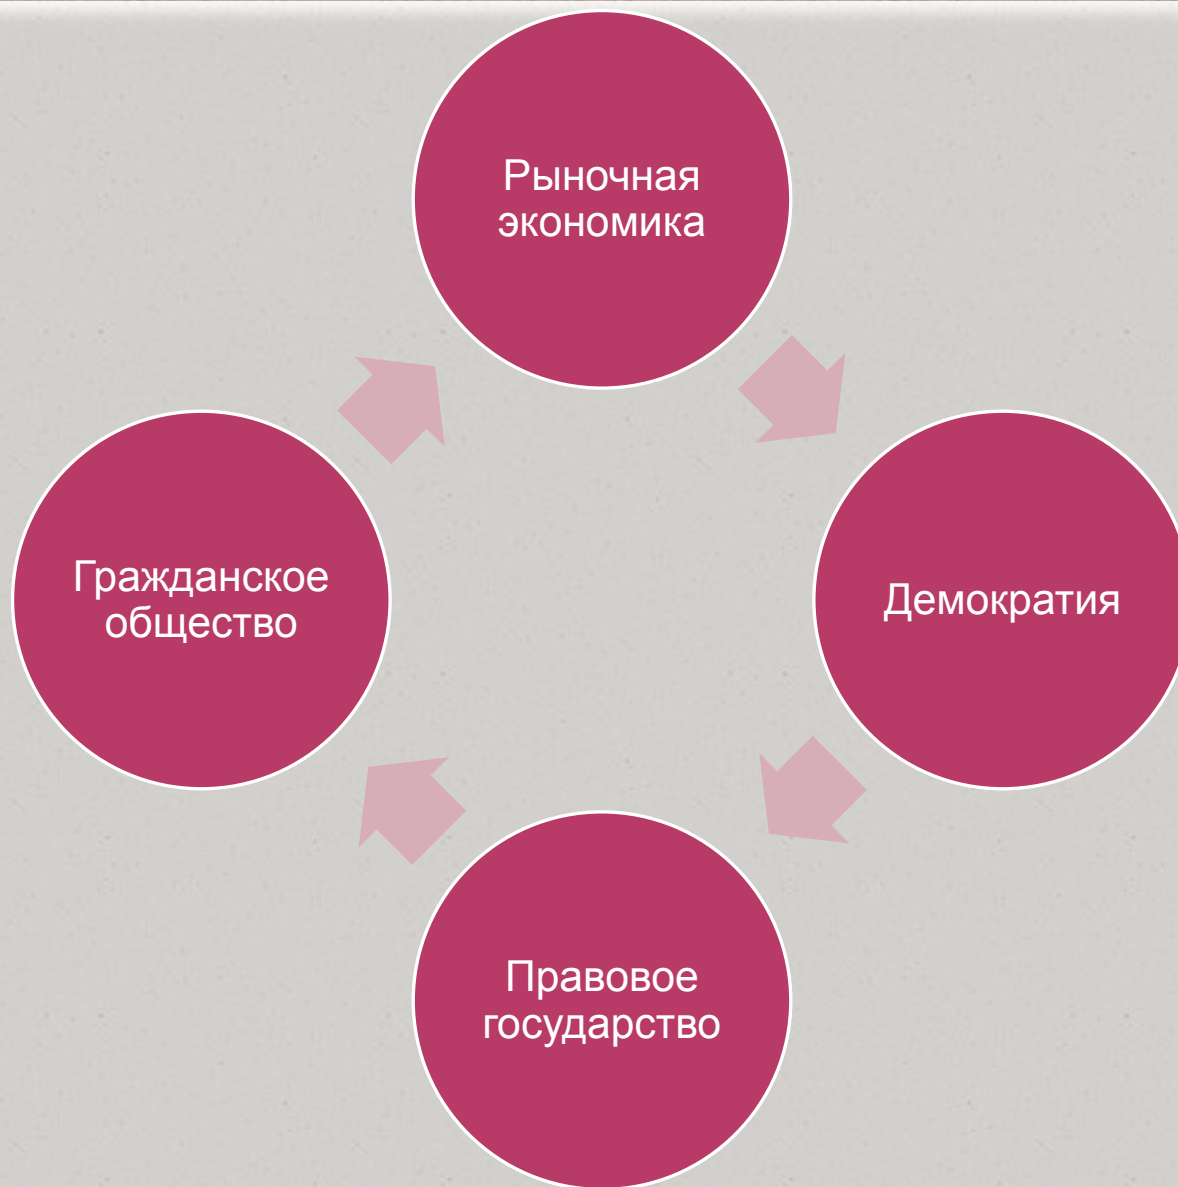 Рыночная
экономика
Гражданское
общество
Демократия
Правовое
государство